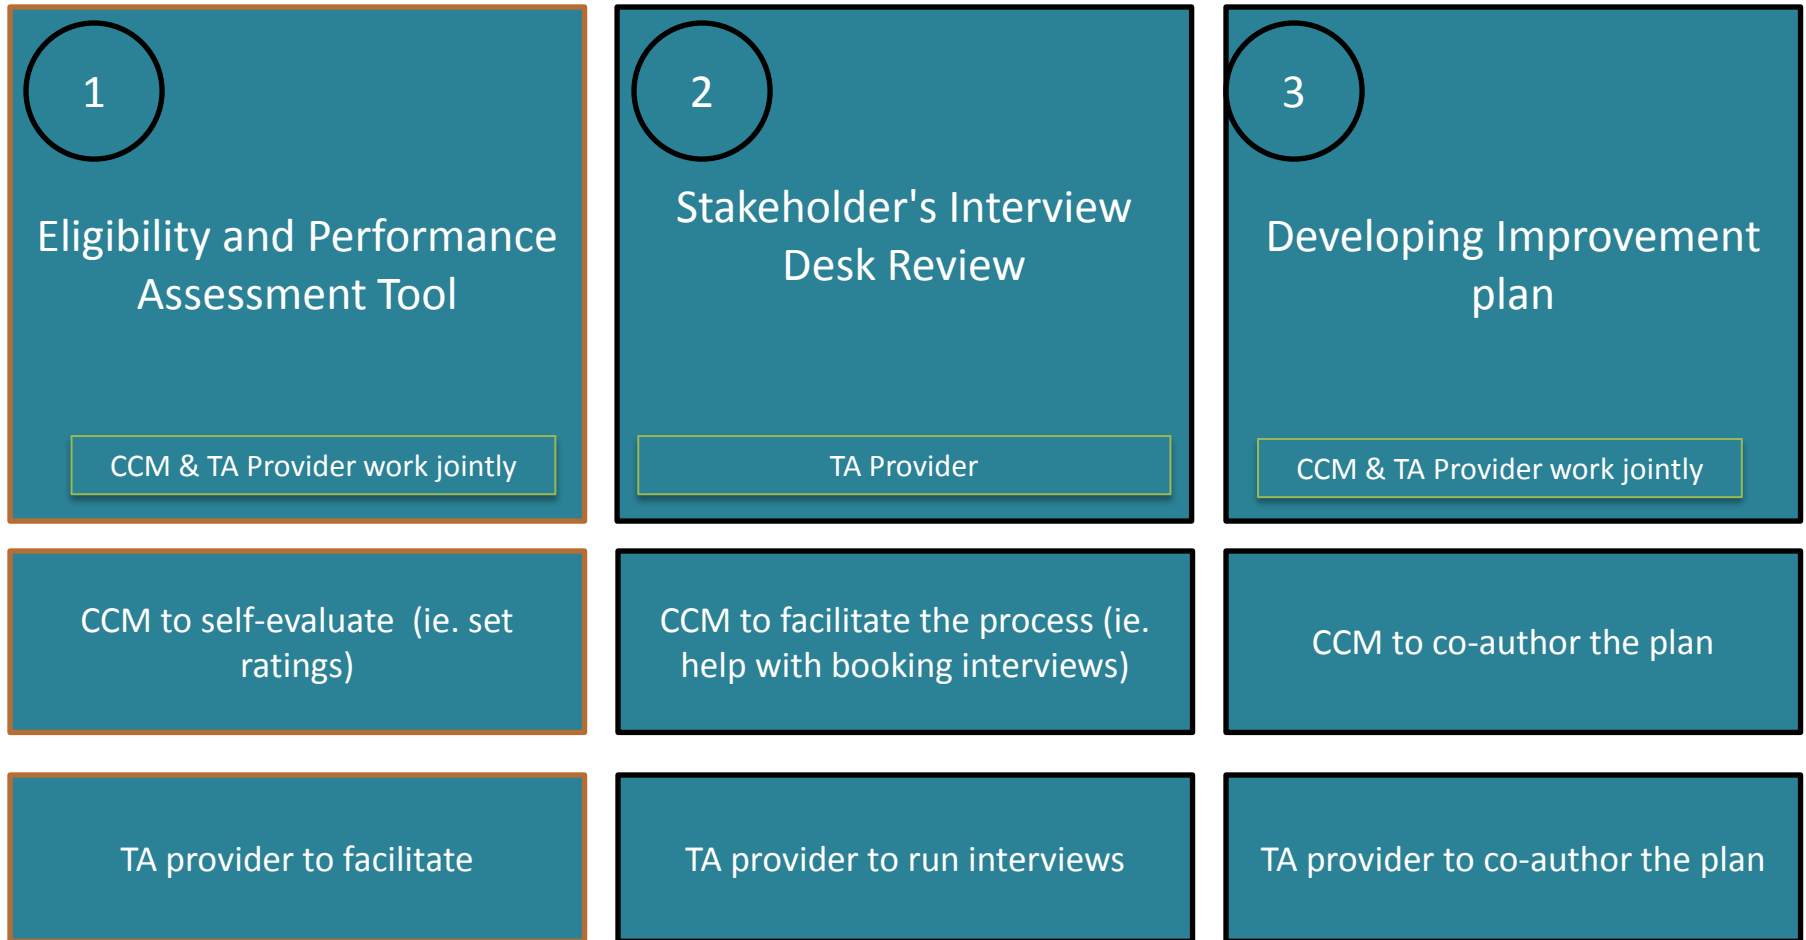 1
Eligibility and Performance
Assessment Tool
CCM & TA Provider work jointly
2
Stakeholder's Interview
Desk Review
TA Provider
3
Developing Improvement
plan
CCM & TA Provider work jointly
CCM to self-evaluate  (ie. set
ratings)
CCM to facilitate the process (ie.
help with booking interviews)
CCM to co-author the plan
TA provider to facilitate
TA provider to run interviews
TA provider to co-author the plan